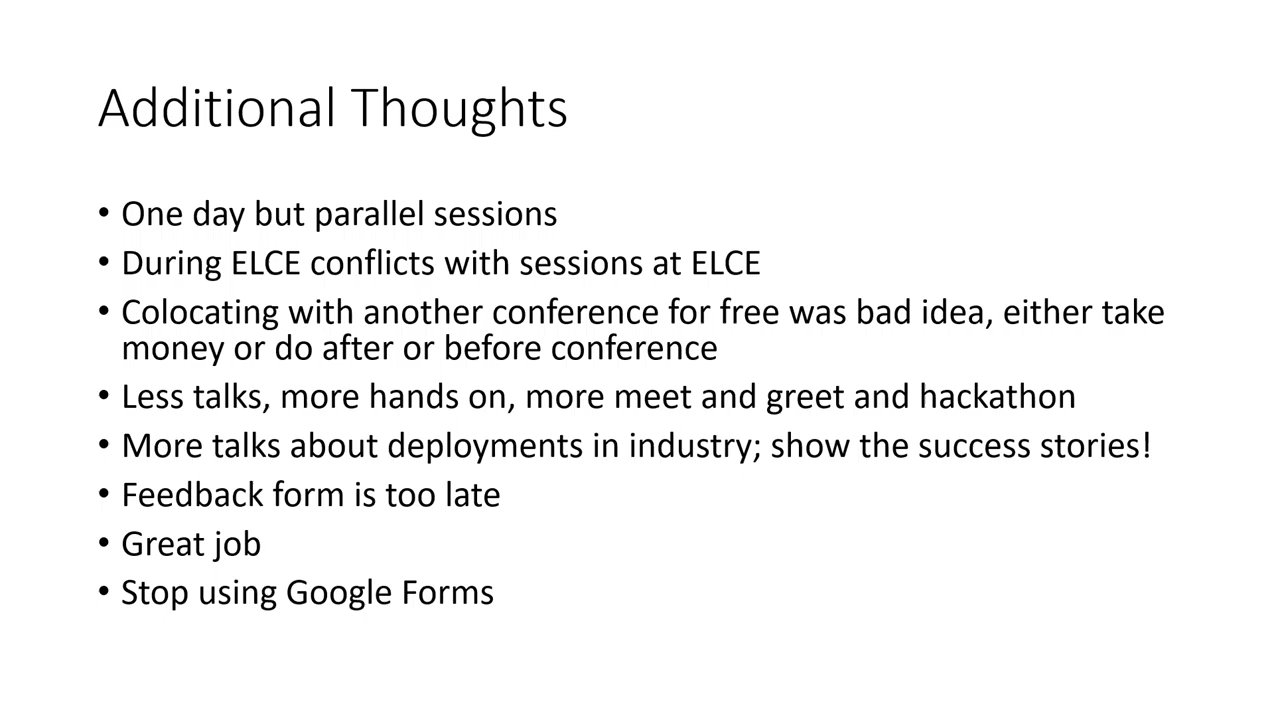 Additional Thoughts
• One day but parallel sessions
• During ELCE conflicts with sessions at ELCE
• Colocating with another conference for free was bad idea, either take
money or do after or before conference
• Less talks, more hands on, more meet and greet and hackathon
• More talks about deployments in industry; show the success stories!
• Feedback form is too late
• Great job
• Stop using Google Forms